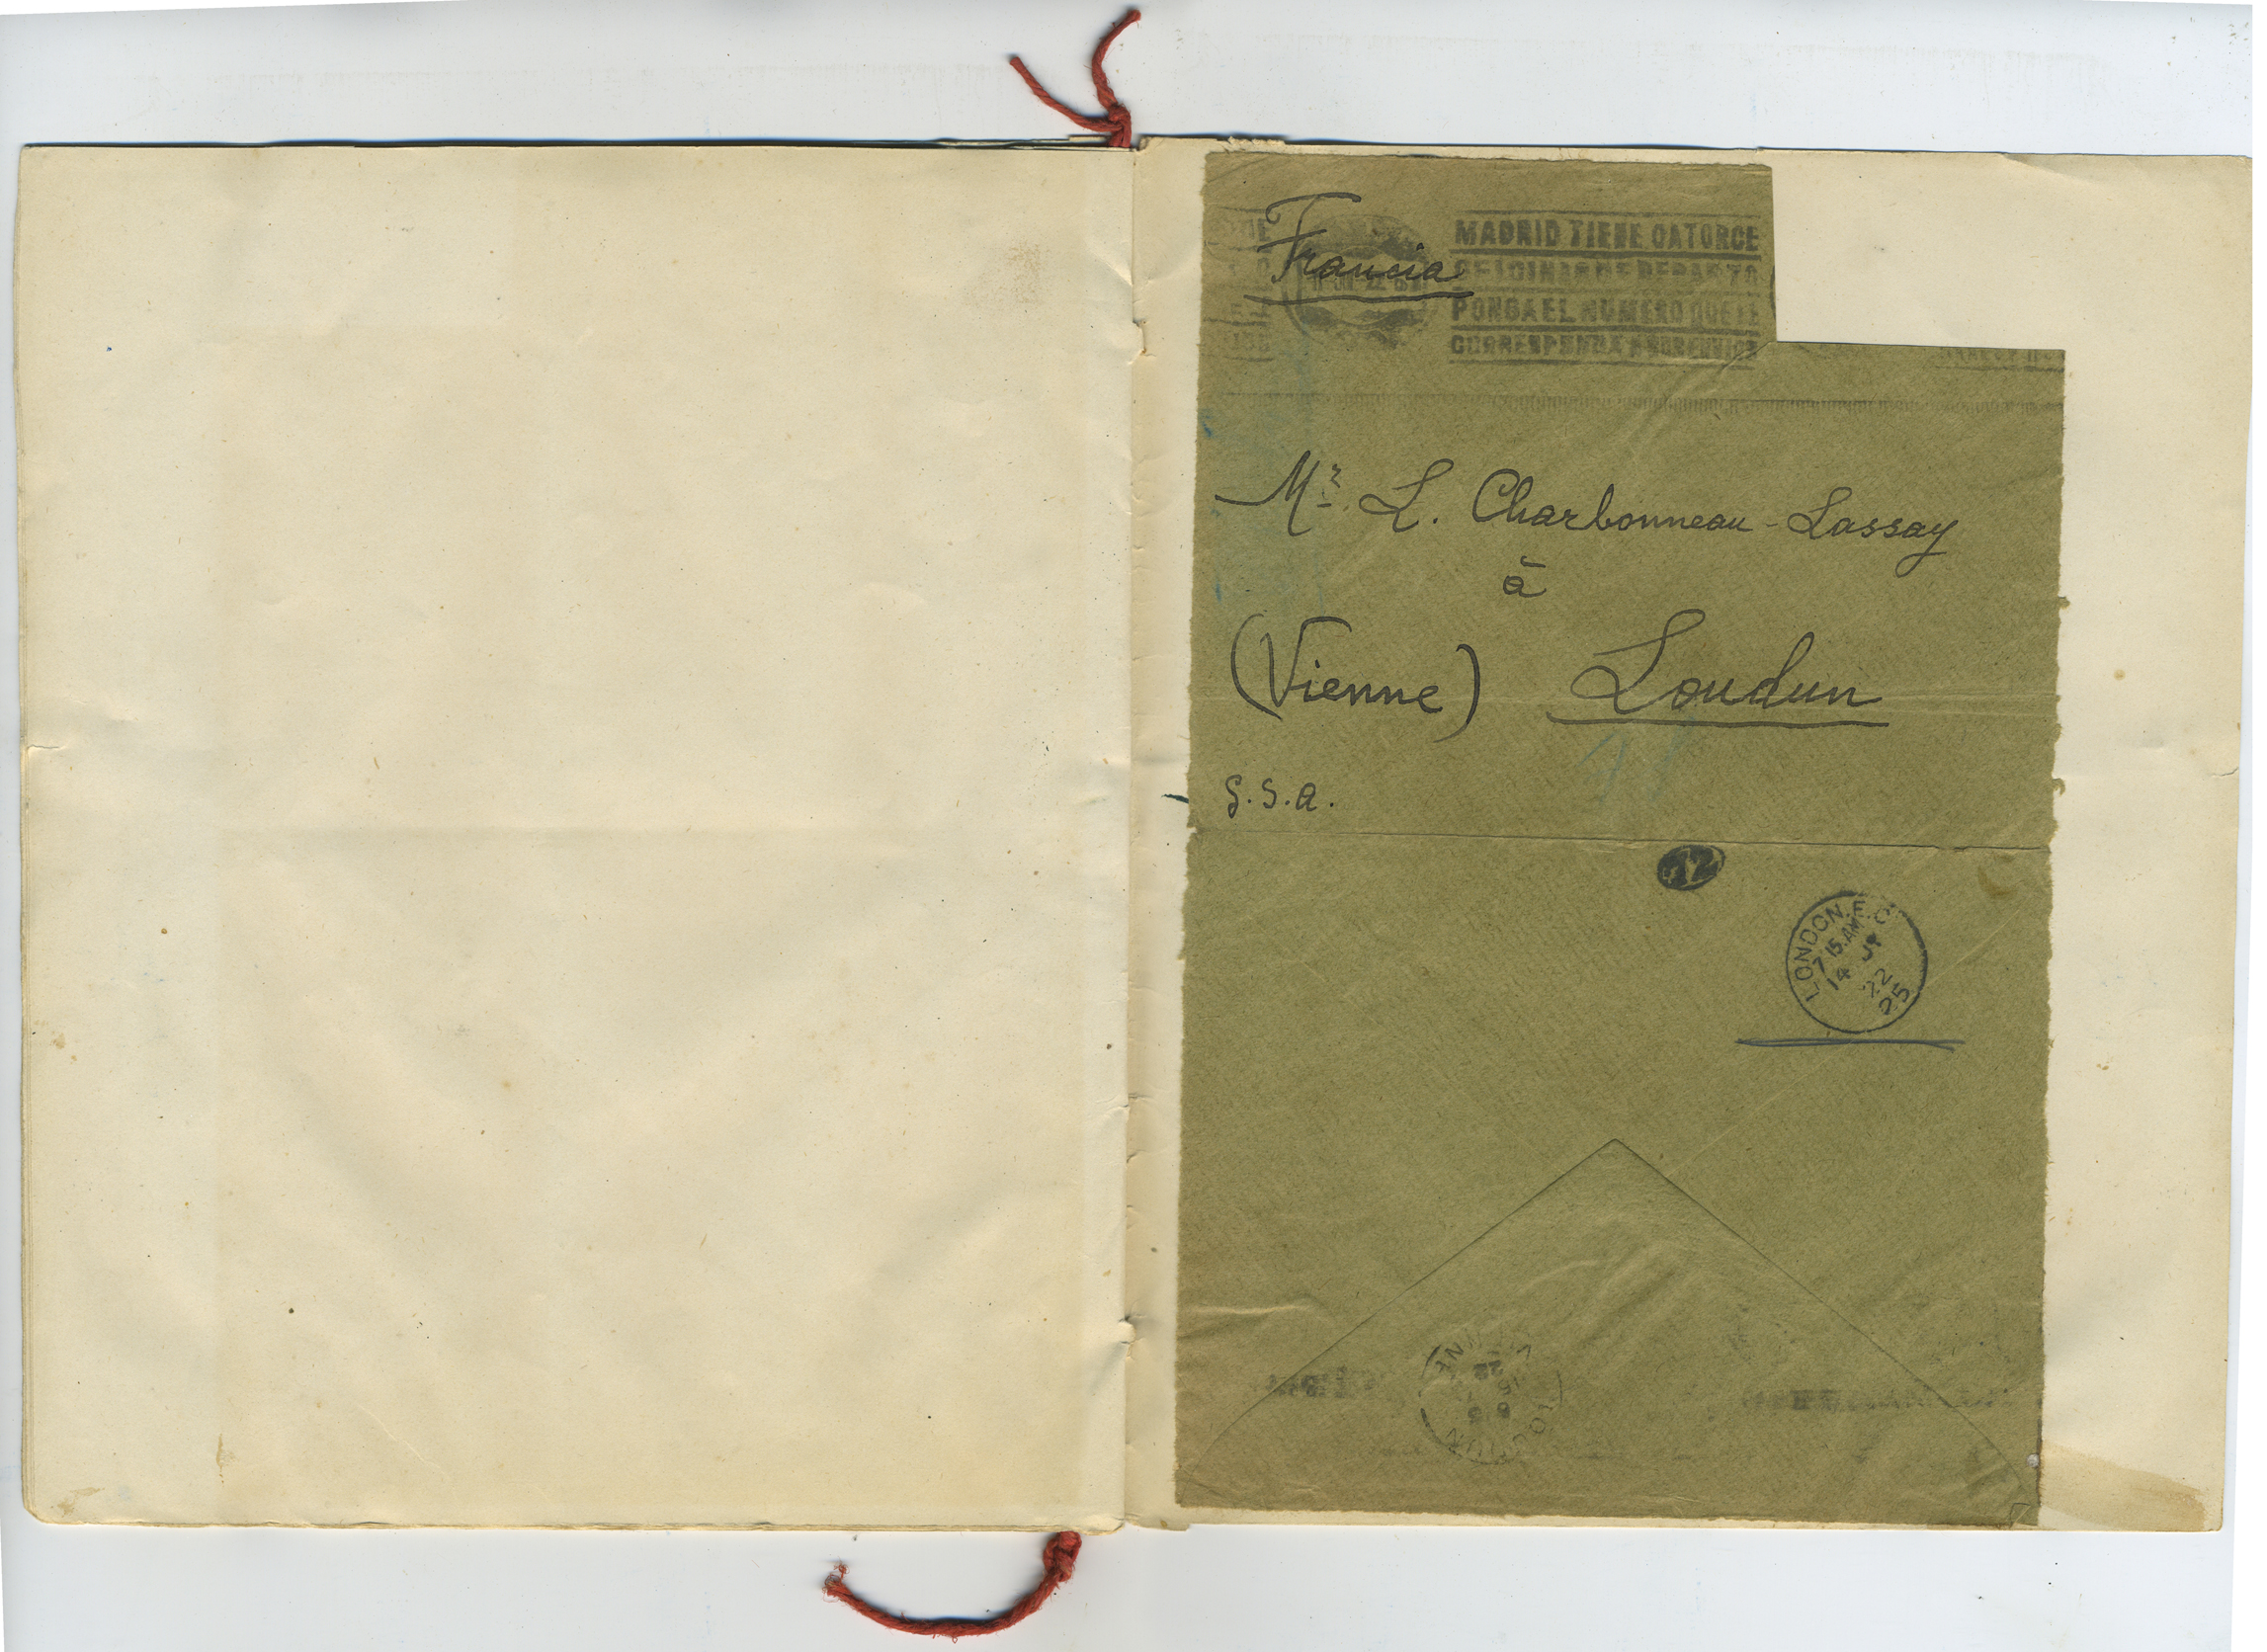 Francia
MADRID TIENE CATORCE
PONGA EL NUMERO QUE LE
Mr. L. Charbonneau-Lassay
à
(Vienne) Loudun
S.S.A.
42
LONDON. E.C
7 15.AM
14 JY
22
25